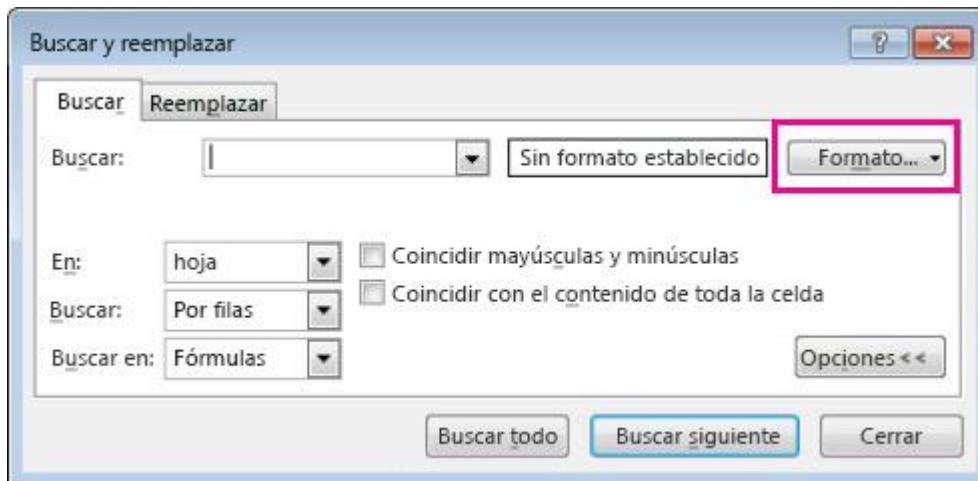 Buscar y reemplazar
Buscar
Reemplazar
Buscar:
Sin formato establecido
Formato...
En:
hoja
Coincidir mayúsculas y minúsculas
Coincidir con el contenido de toda la celda
Buscar:
Por filas
Buscar en:
Fórmulas
Opciones <<
Buscar todo
Buscar siguiente
Cerrar